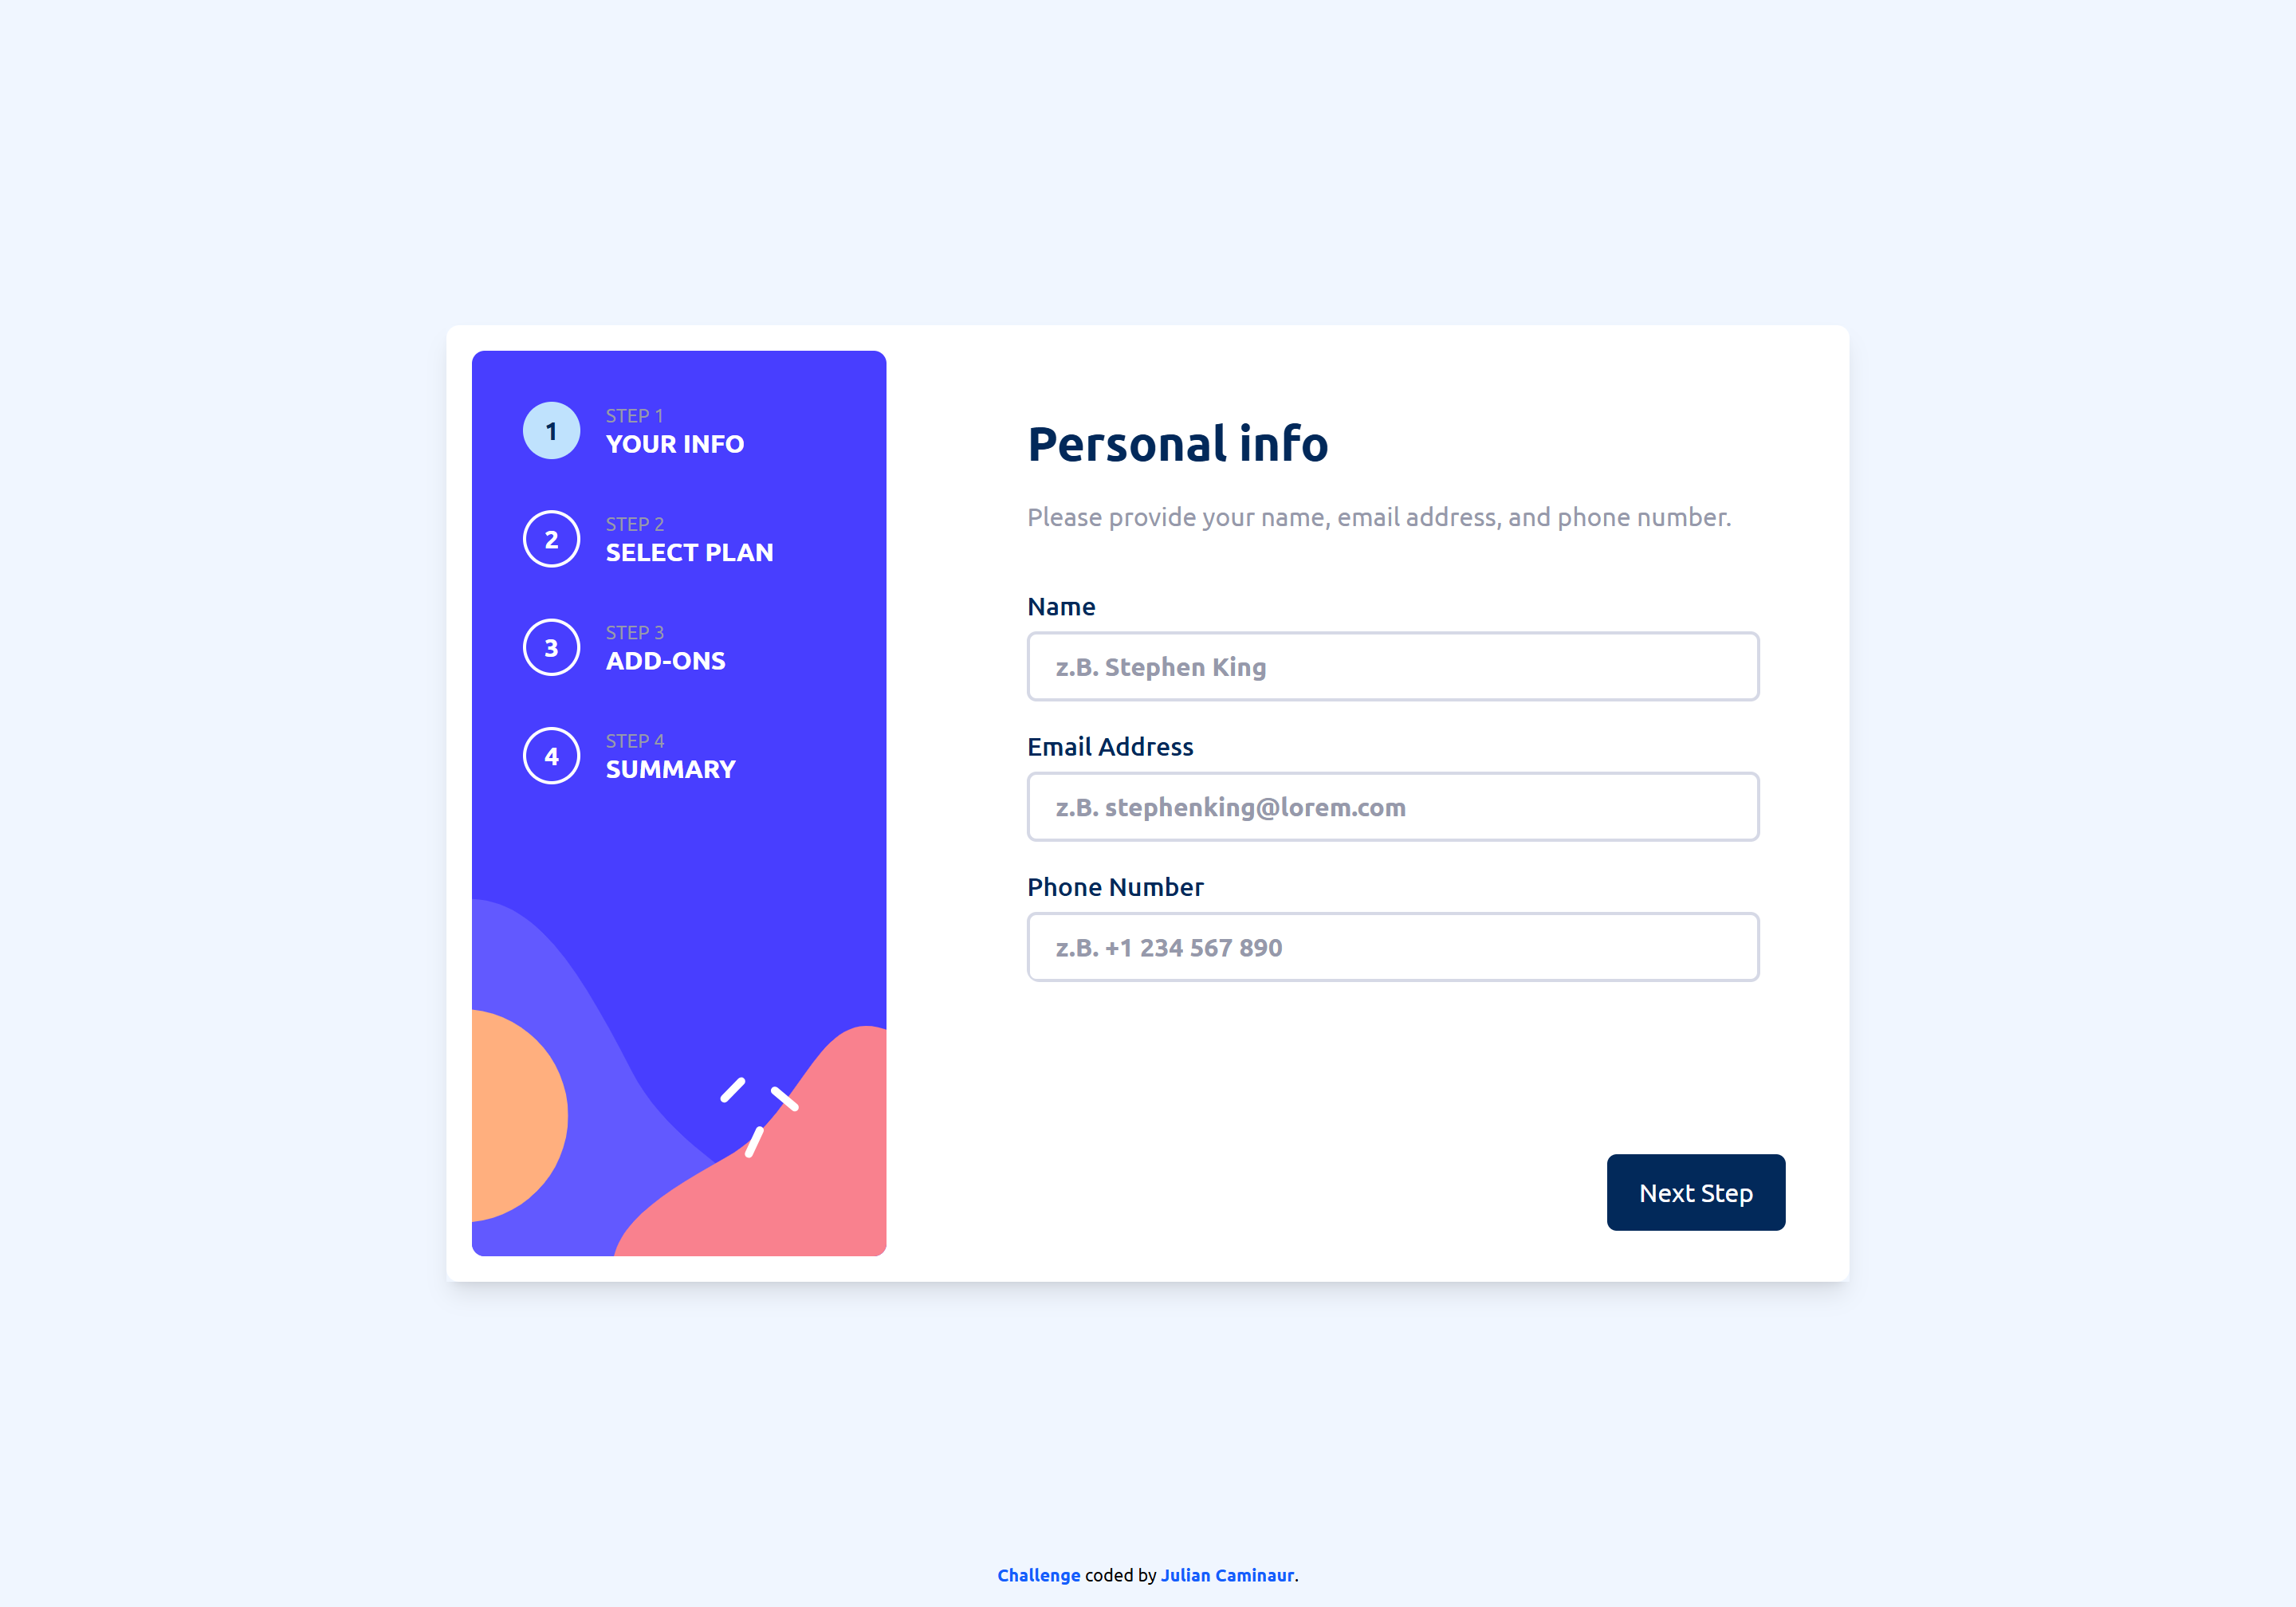 1
STEP 1
YOUR INFO
2
STEP 2
SELECT PLAN
3
STEP 3
ADD-ONS
4
STEP 4
SUMMARY
Personal info
Please provide your name, email address, and phone number.
Name
z.B. Stephen King
Email Address
z.B. stephenking@lorem.com
Phone Number
z.B. +1 234 567 890
Next Step
Challenge coded by Julian Caminaur.